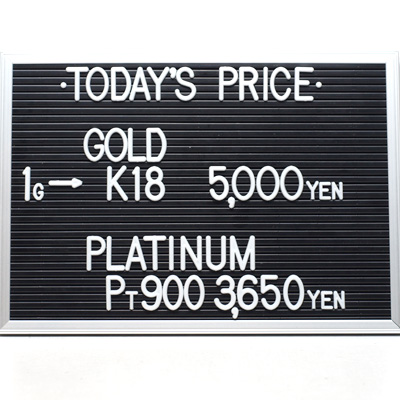 ·TODAY'S PRICE·
GOLD
1G→ K18 5,000YEN
PLATINUM
PT900 3,650YEN